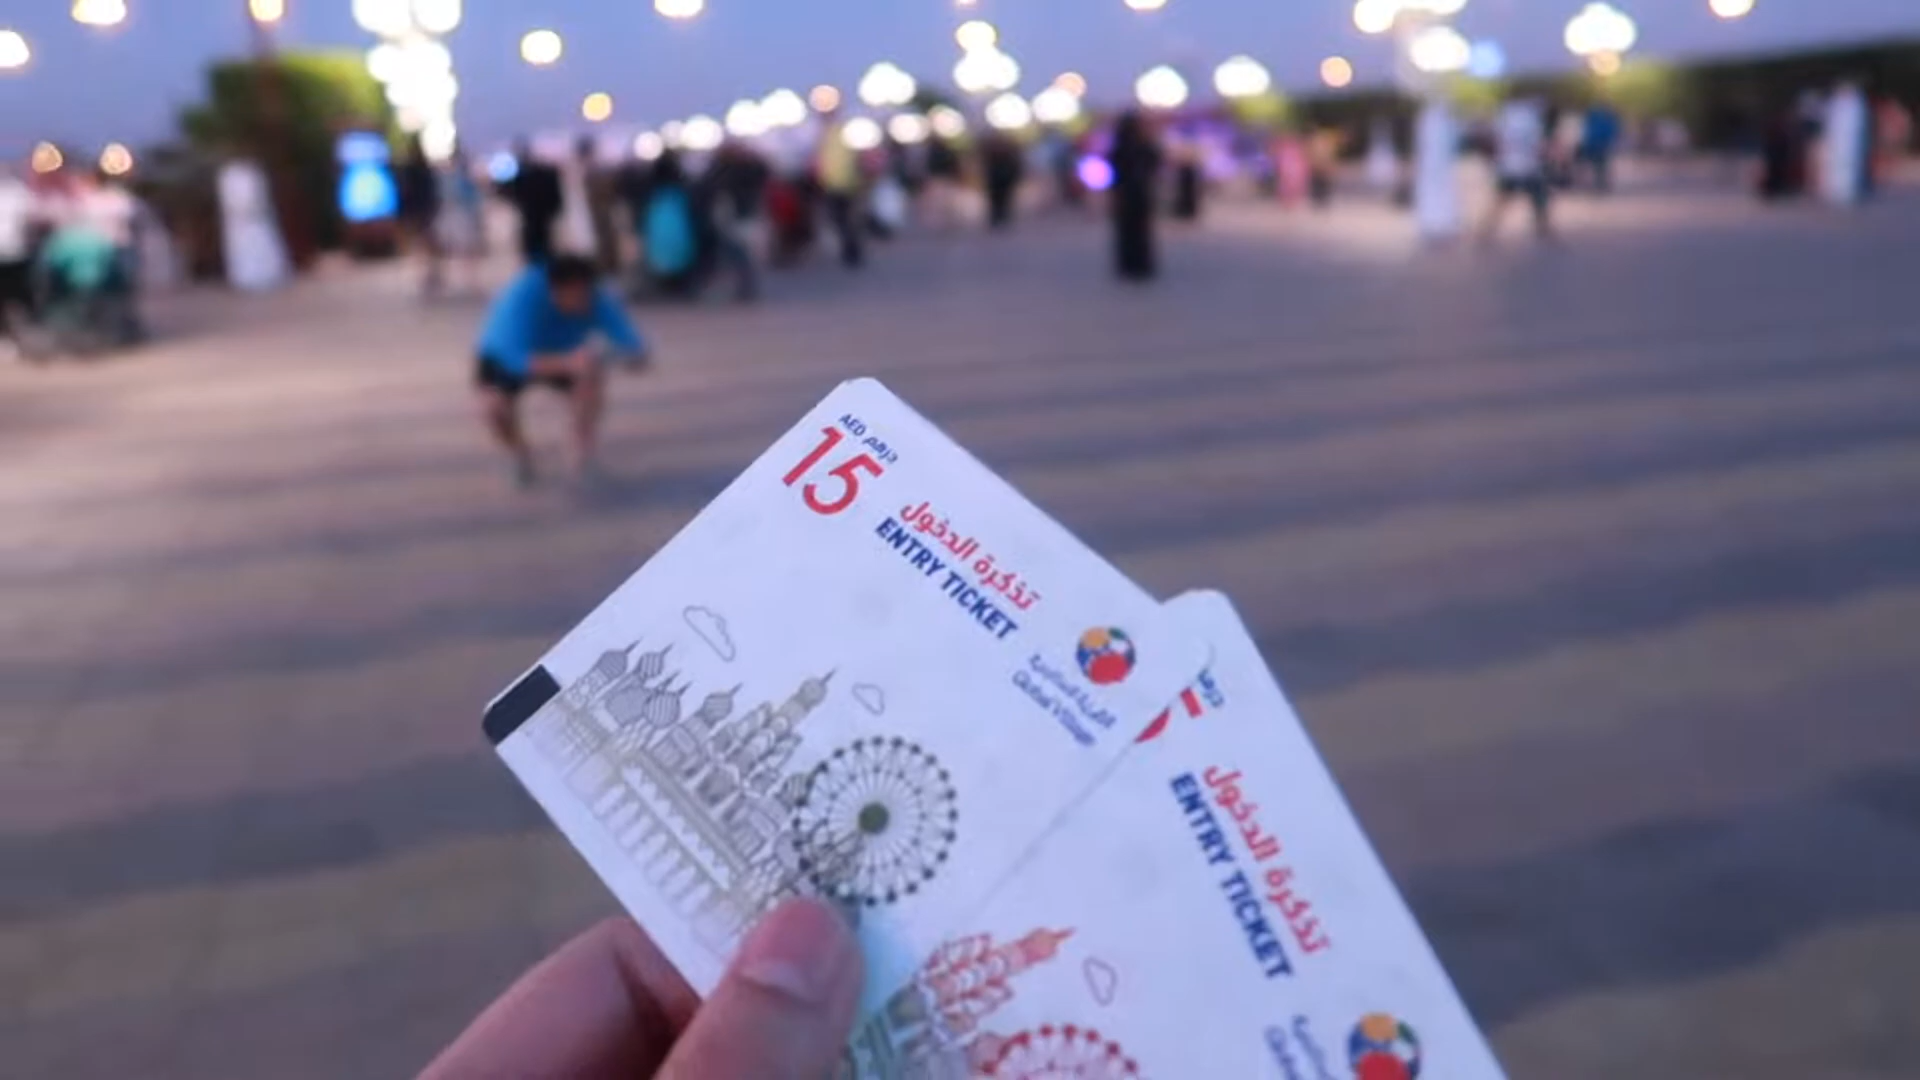 AED درهم
15
تذكرة الدخول
ENTRY TICKET
القرية العالمية
Global Village
تذكرة الدخول
ENTRY TICKET